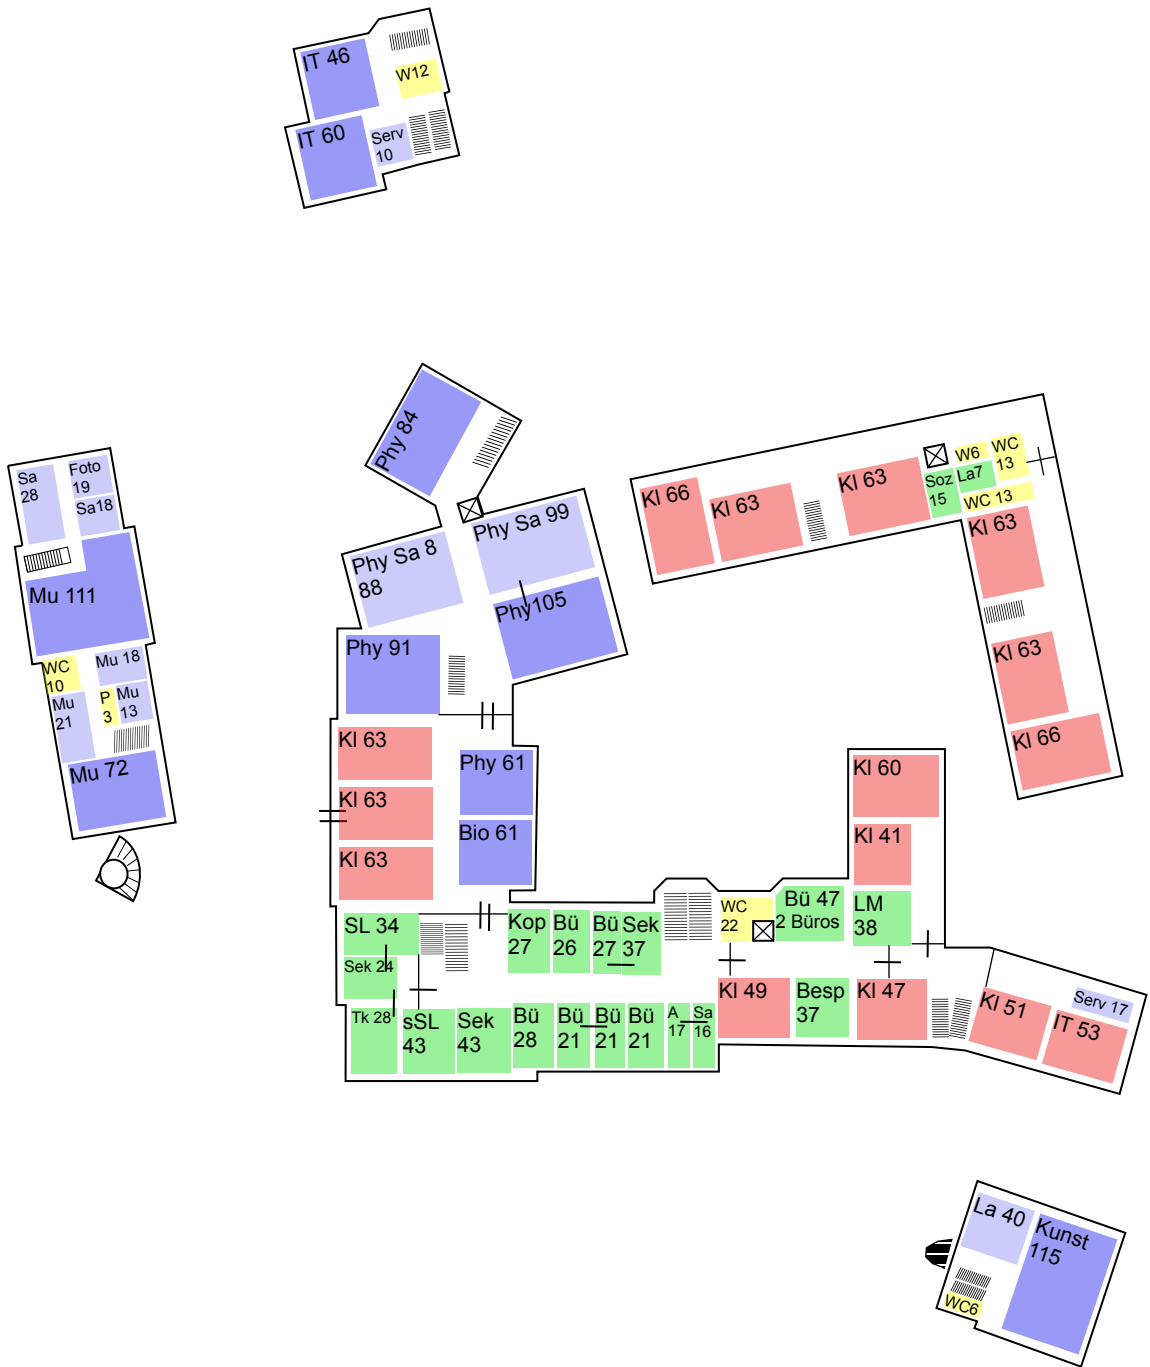 IT 46
W12
IT 60
Serv
10
Phy 84
Phy Sa 99
Phy Sa 8
88
Phy105
Phy 91
Kl 66
Kl 63
Kl 63
Soz
15
W6
La7
WC
13
WC 13
Kl 63
Kl 63
Kl 66
Sa
28
Foto
19
Sa18
Mu 111
WC
10
Mu 18
Mu
21
P
3
Mu
13
Mu 72
Kl 63
Kl 63
Kl 63
Phy 61
Bio 61
Kl 60
Kl 41
LM
38
Bü 47
2 Büros
WC
22
SL 34
Sek 24
Tk 28
Kop
27
Bü
26
Bü
27
Sek
37
sSL
43
Sek
43
Bü
28
Bü
21
Bü
21
Bü
21
A
17
Sa
16
Kl 49
Besp
37
Kl 47
Kl 51
Serv 17
IT 53
La 40
Kunst
115
WC6